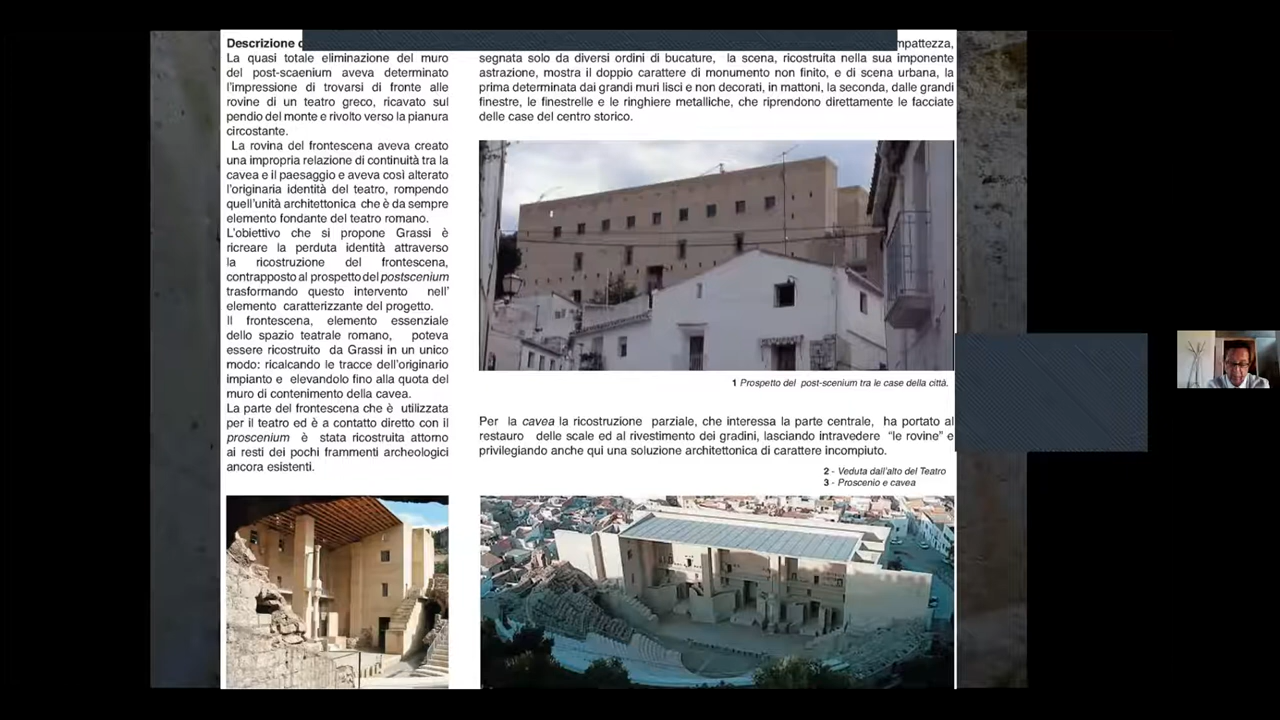 Descrizione
La quasi totale eliminazione del muro
del post-scaenium aveva determinato
l'impressione di trovarsi di fronte alle
rovine di un teatro greco, ricavato sul
pendio del monte e rivolto verso la pianura
circostante.
La rovina del frontescena aveva creato
una impropria relazione di continuità tra la
cavea e il paesaggio e aveva così alterato
l'originaria identità del teatro, rompendo
quell'unità architettonica che è da sempre
elemento fondante del teatro romano.
L'obiettivo che si propone Grassi è
ricreare la perduta identità attraverso
la ricostruzione del frontescena,
contrapposto al prospetto del postscenium
trasformando questo intervento nell'
elemento caratterizzante del progetto.
Il frontescena, elemento essenziale
dello spazio teatrale romano, poteva
essere ricostruito da Grassi in un unico
modo: ricalcando le tracce dell'originario
impianto e elevandolo fino alla quota del
muro di contenimento della cavea.
La parte del frontescena che è utilizzata
per il teatro ed è a contatto diretto con il
proscenium è stata ricostruita attorno
ai resti dei pochi frammenti archeologici
ancora esistenti.
mpattezza,
segnata solo da diversi ordini di bucature, la scena, ricostruita nella sua imponente
astrazione, mostra il doppio carattere di monumento non finito, e di scena urbana, la
prima determinata dai grandi muri lisci e non decorati, in mattoni, la seconda, dalle grandi
finestre, le finestrelle e le ringhiere metalliche, che riprendono direttamente le facciate
delle case del centro storico.
1 Prospetto del post-scenium tra le case della città.
Per la cavea la ricostruzione parziale, che interessa la parte centrale, ha portato al
restauro delle scale ed al rivestimento dei gradini, lasciando intravedere “le rovine” e
privilegiando anche qui una soluzione architettonica di carattere incompiuto.
2 - Veduta dall'alto del Teatro
3 - Proscenio e cavea